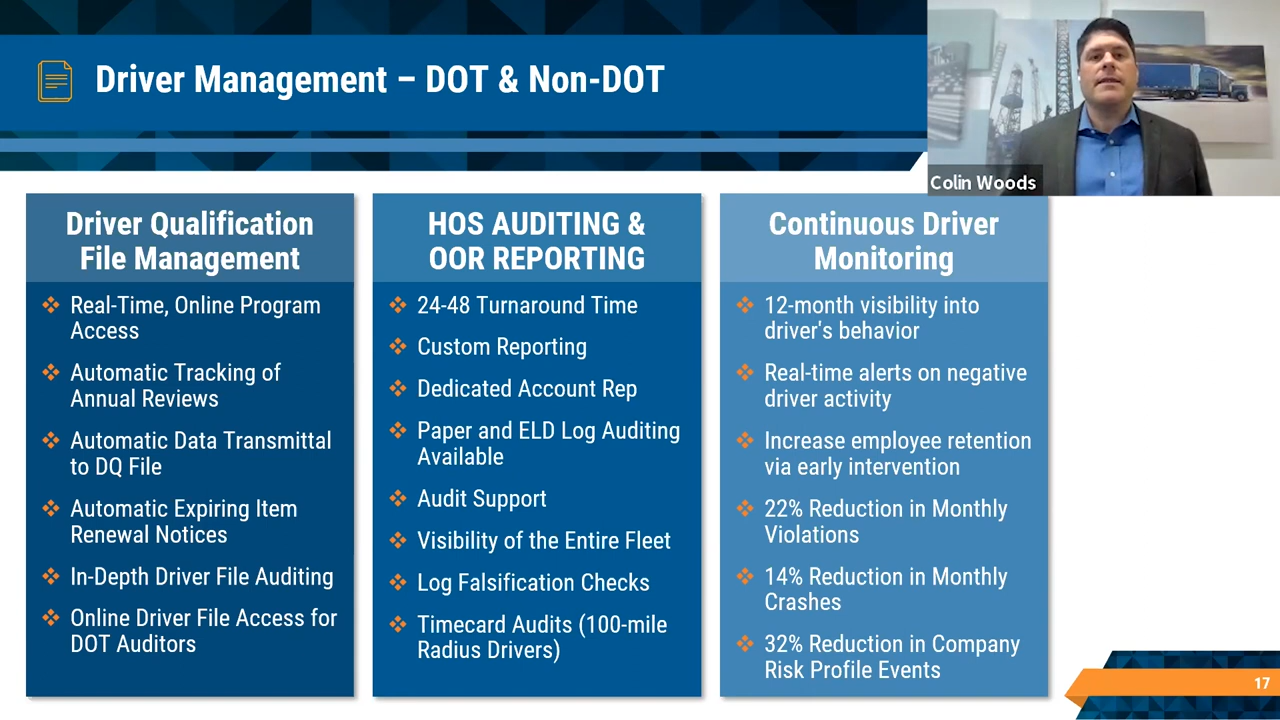 Driver Management – DOT & Non-DOT
Colin Woods
Driver Qualification
File Management
Real-Time, Online Program
Access
Automatic Tracking of
Annual Reviews
Automatic Data Transmittal
to DQ File
Automatic Expiring Item
Renewal Notices
In-Depth Driver File Auditing
Online Driver File Access for
DOT Auditors
HOS AUDITING &
OOR REPORTING
24-48 Turnaround Time
Custom Reporting
Dedicated Account Rep
Paper and ELD Log Auditing
Available
Audit Support
Visibility of the Entire Fleet
Log Falsification Checks
Timecard Audits (100-mile
Radius Drivers)
Continuous Driver
Monitoring
12-month visibility into
driver's behavior
Real-time alerts on negative
driver activity
Increase employee retention
via early intervention
22% Reduction in Monthly
Violations
14% Reduction in Monthly
Crashes
32% Reduction in Company
Risk Profile Events
17